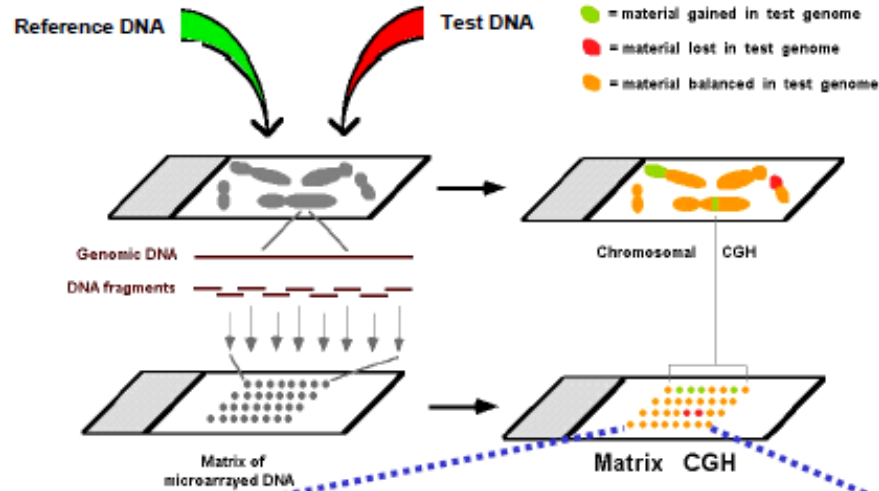 Reference DNA
Test DNA
= material gained in test genome
= material lost in test genome
= material balanced in test genome
Genomic DNA
DNA fragments
Chromosomal CGH
Matrix of
microarrayed DNA
Matrix CGH